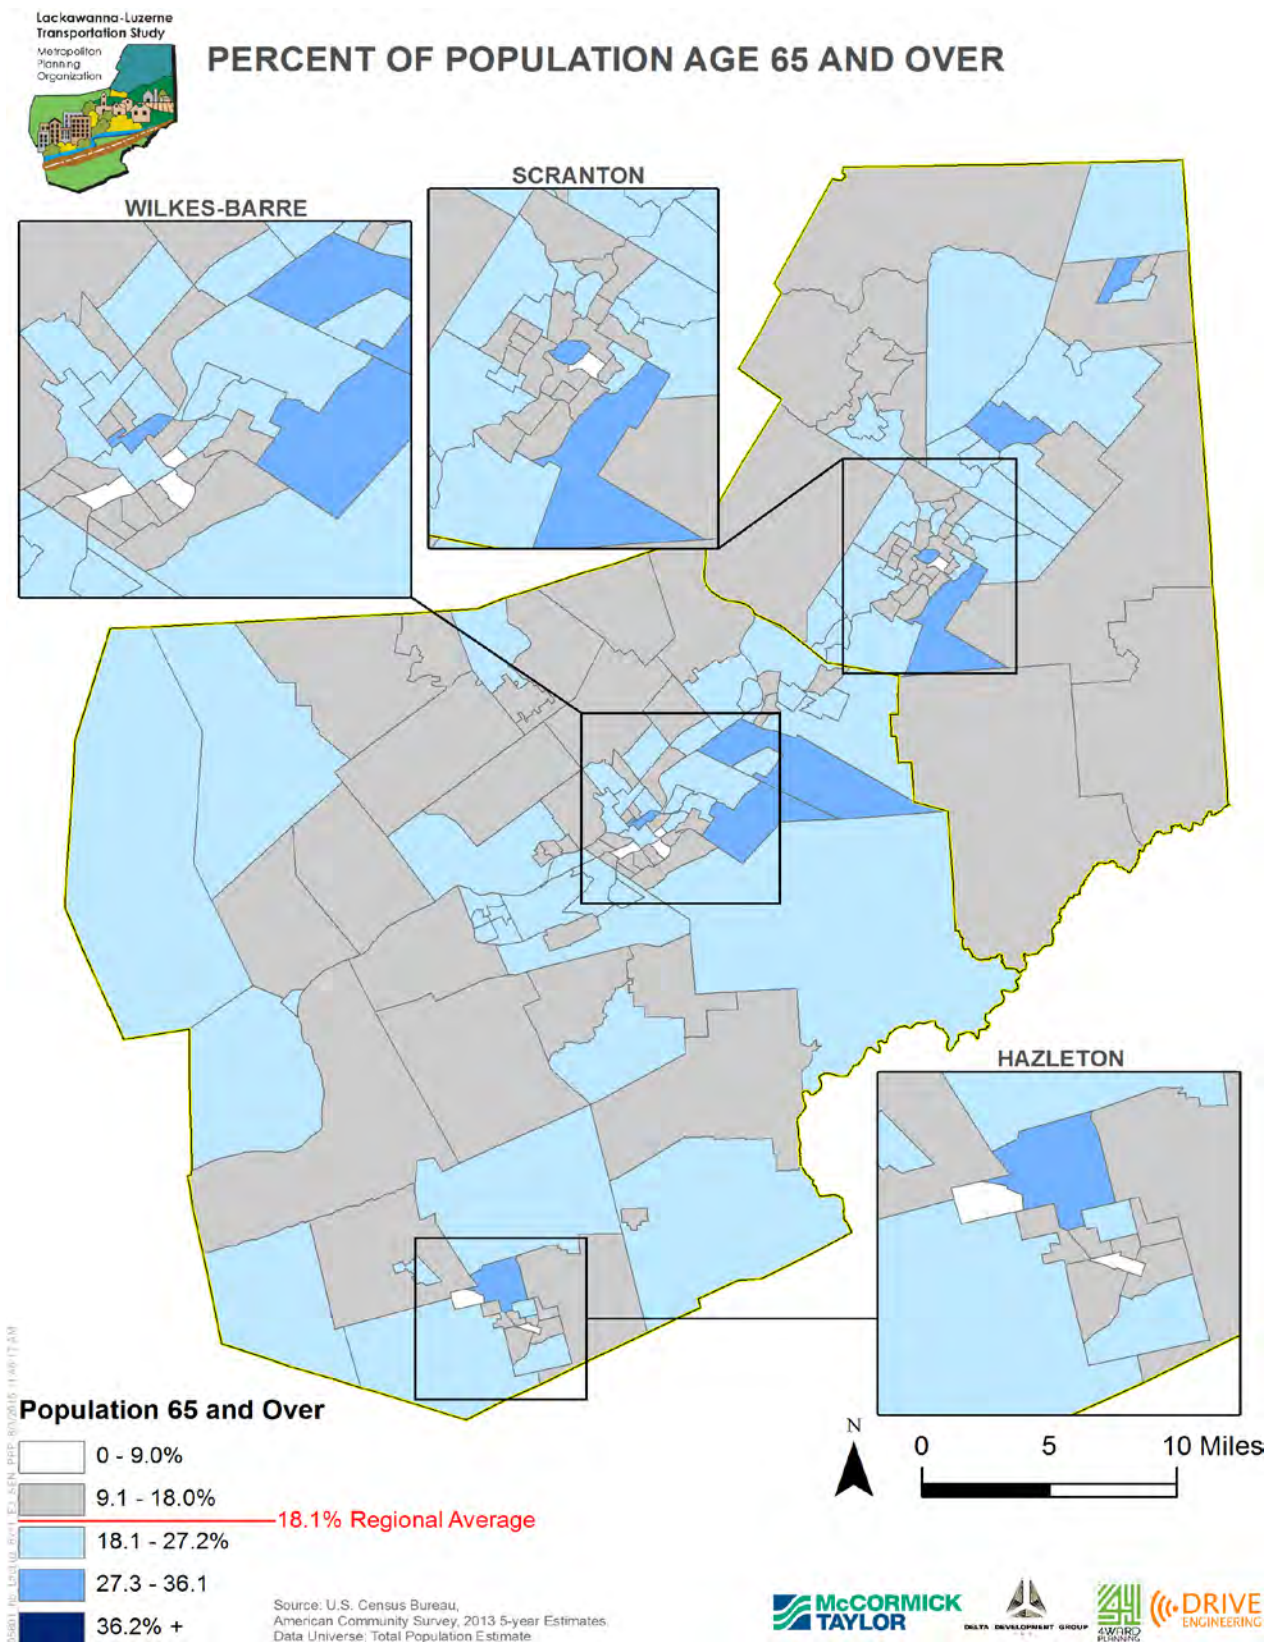 Lackawanna-Luzerne
Transportation Study
Metropolitan
Planning
Organization
PERCENT OF POPULATION AGE 65 AND OVER
SCRANTON
WILKES-BARRE
HAZLETON
Population 65 and Over
0 - 9.0%
9.1 - 18.0%
18.1% Regional Average
18.1 - 27.2%
27.3 - 36.1
36.2% +
N
0 5 10 Miles
Source: U.S. Census Bureau,
American Community Survey, 2013 5-year Estimates.
Data Universe: Total Population Estimate
McCORMICK
TAYLOR
DELTA DEVELOPMENT GROUP
4WARD
PLANNING
DRIVE
ENGINEERING